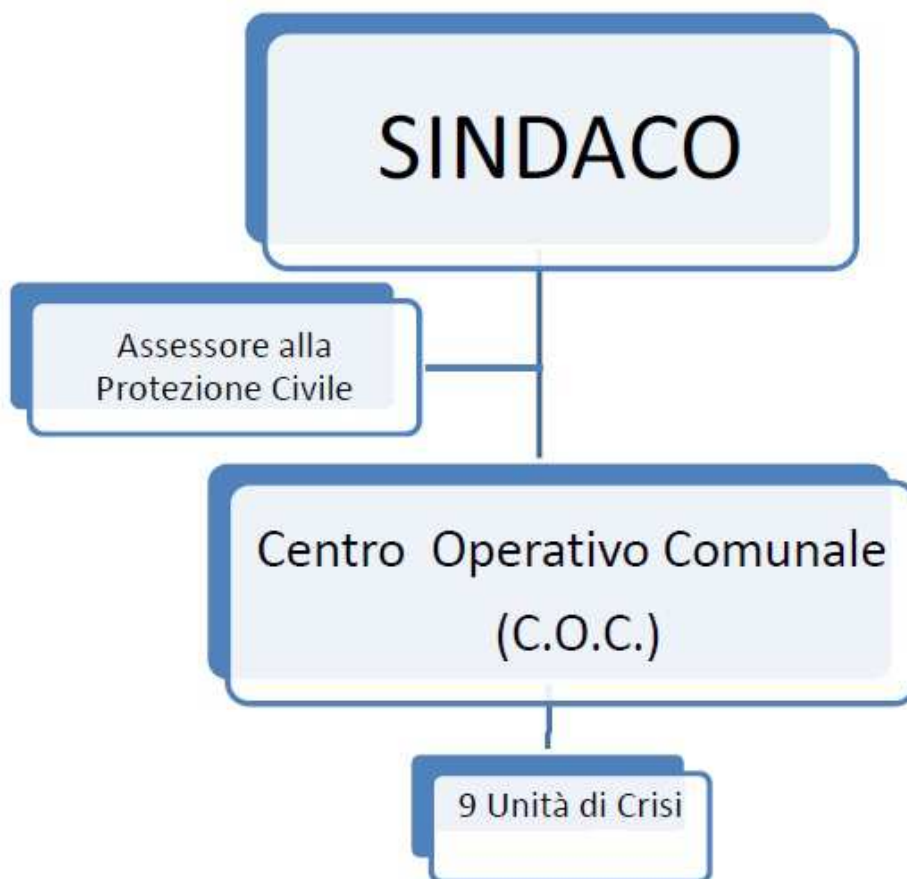 SINDACO
Assessore alla
Protezione Civile
Centro Operativo Comunale
(C.O.C.)
9 Unità di Crisi